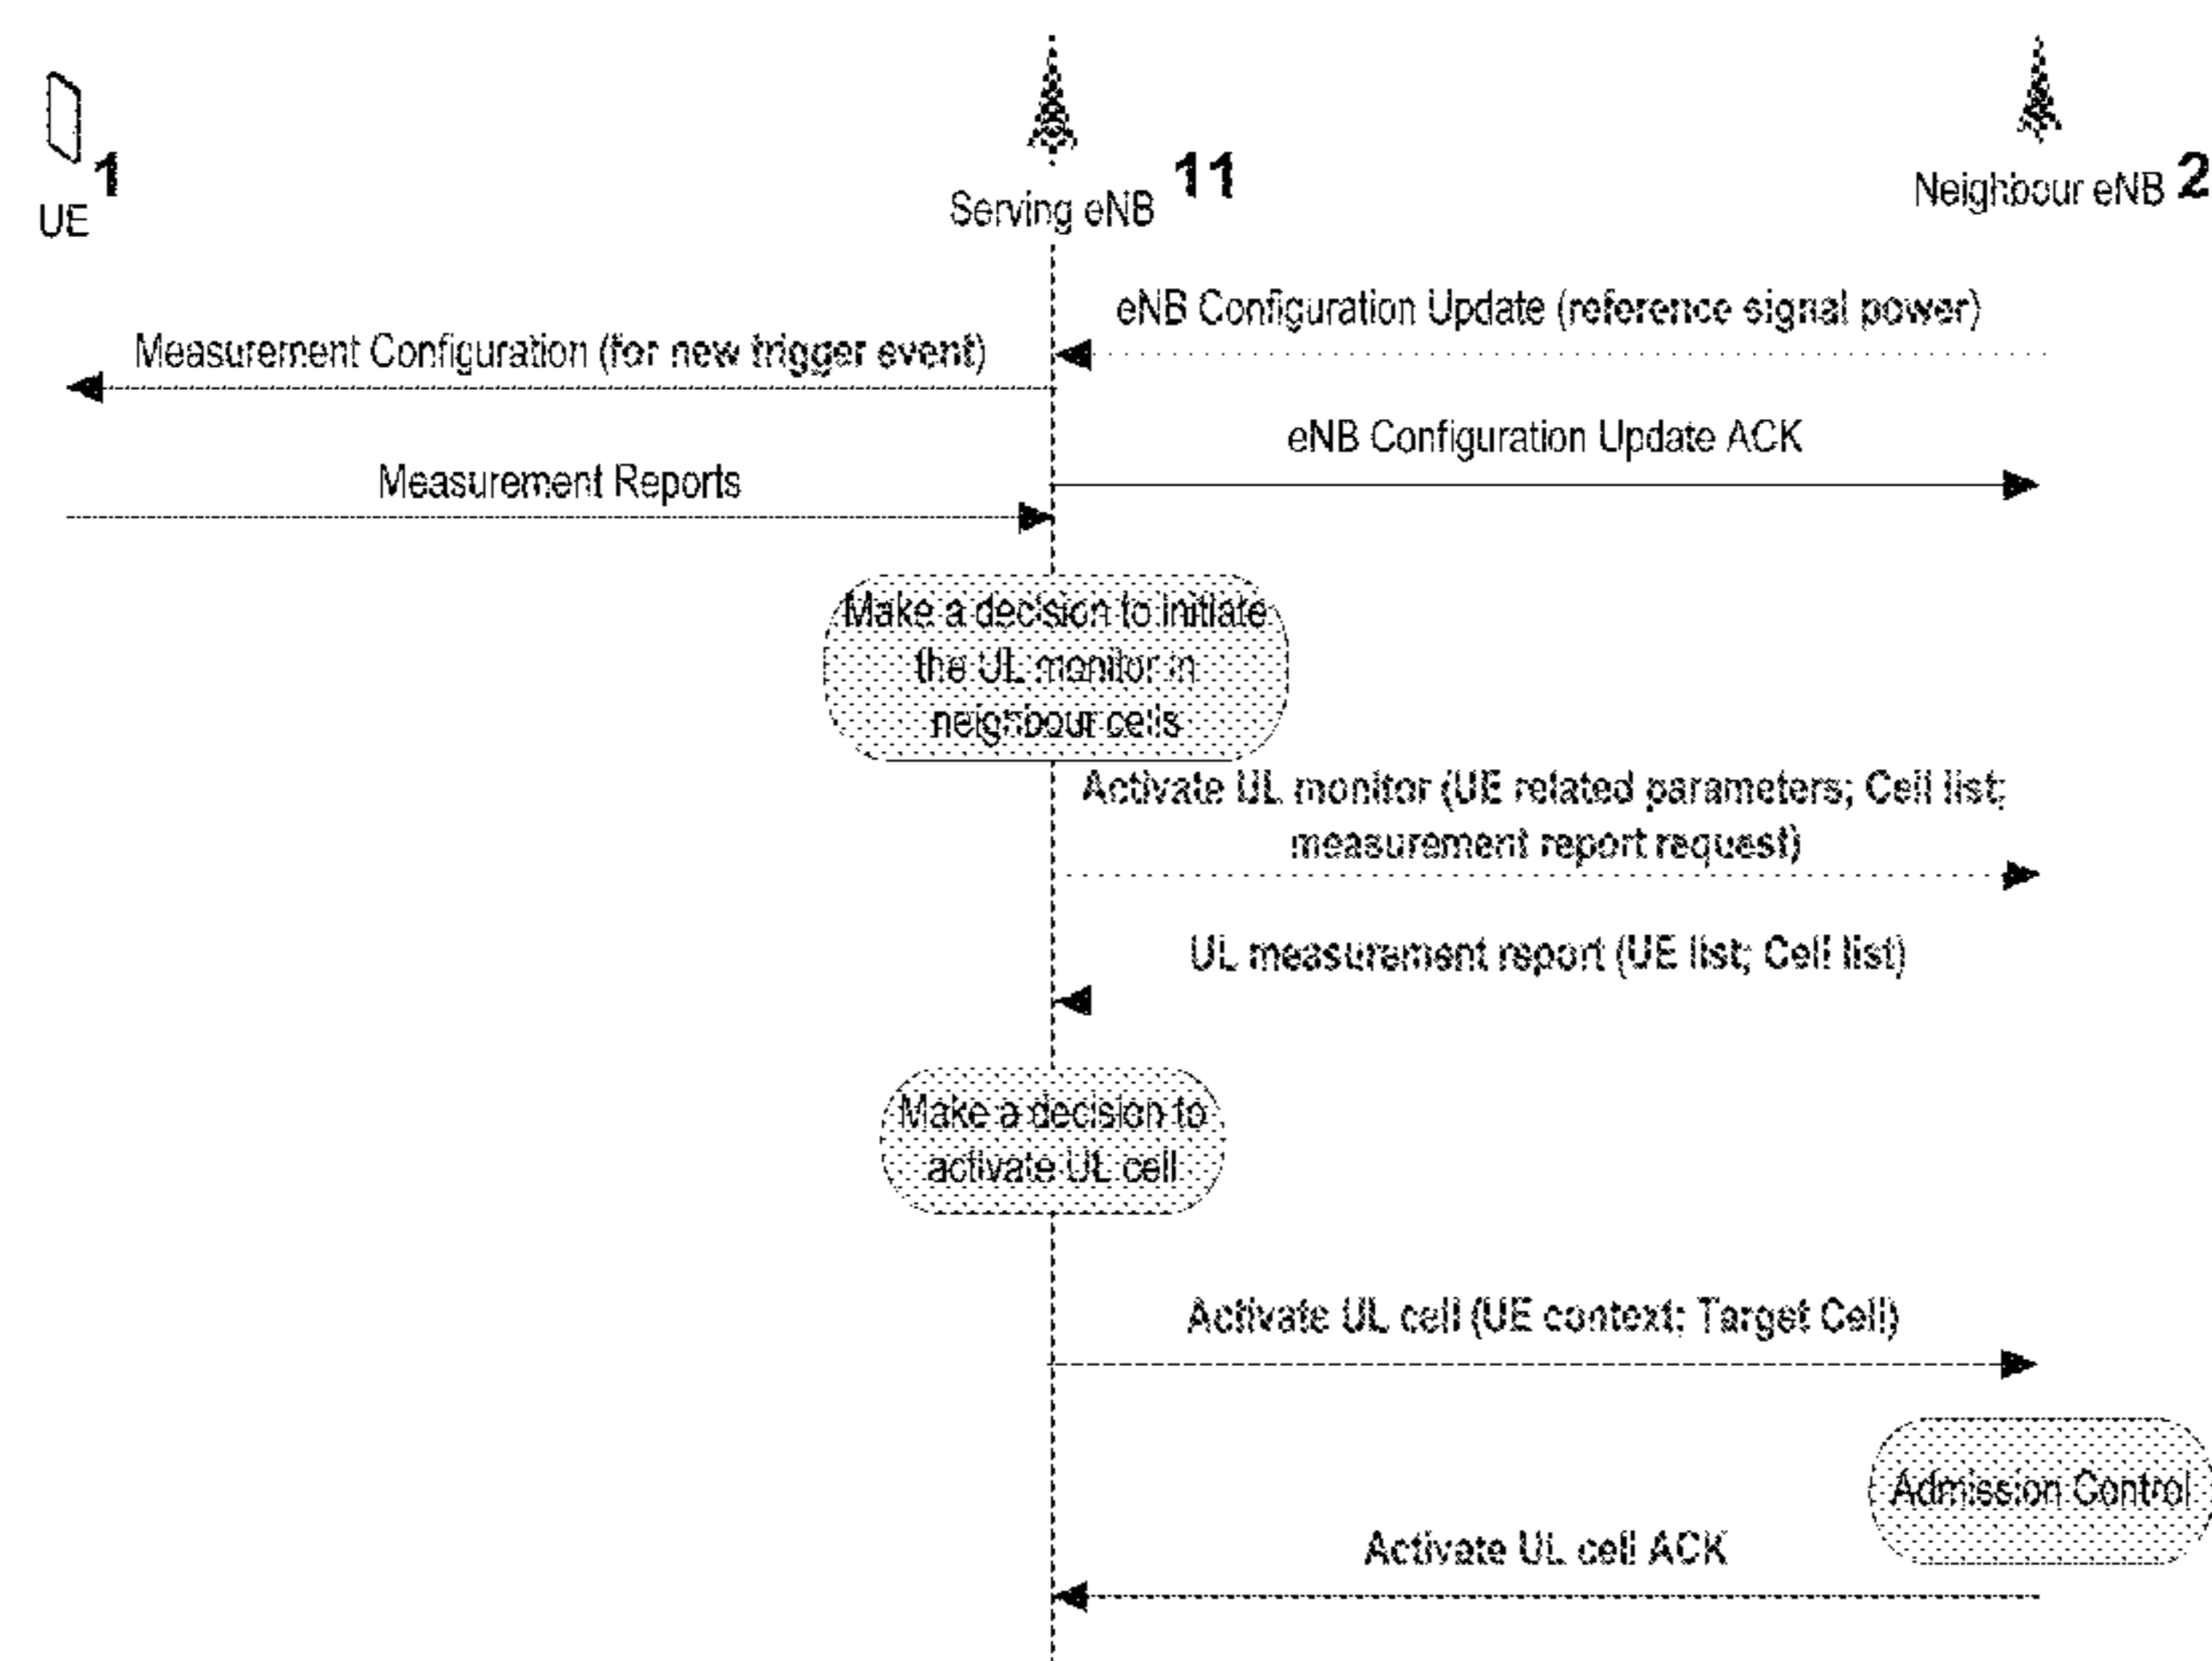 1
UE
11
Serving eNB
Neighbour eNB 2
eNB Configuration Update (reference signal power)
Measurement Configuration (for new trigger event)
eNB Configuration Update ACK
Measurement Reports
Make a decision to initiate
the UL monitor in
neighbour cells
Activate UL monitor (UE related parameters; Cell list;
measurement report request)
UL measurement report (UE list; Cell list)
Make a decision to
activate UL cell
Activate UL cell (UE context; Target Cell)
Admission Control
Activate UL cell ACK